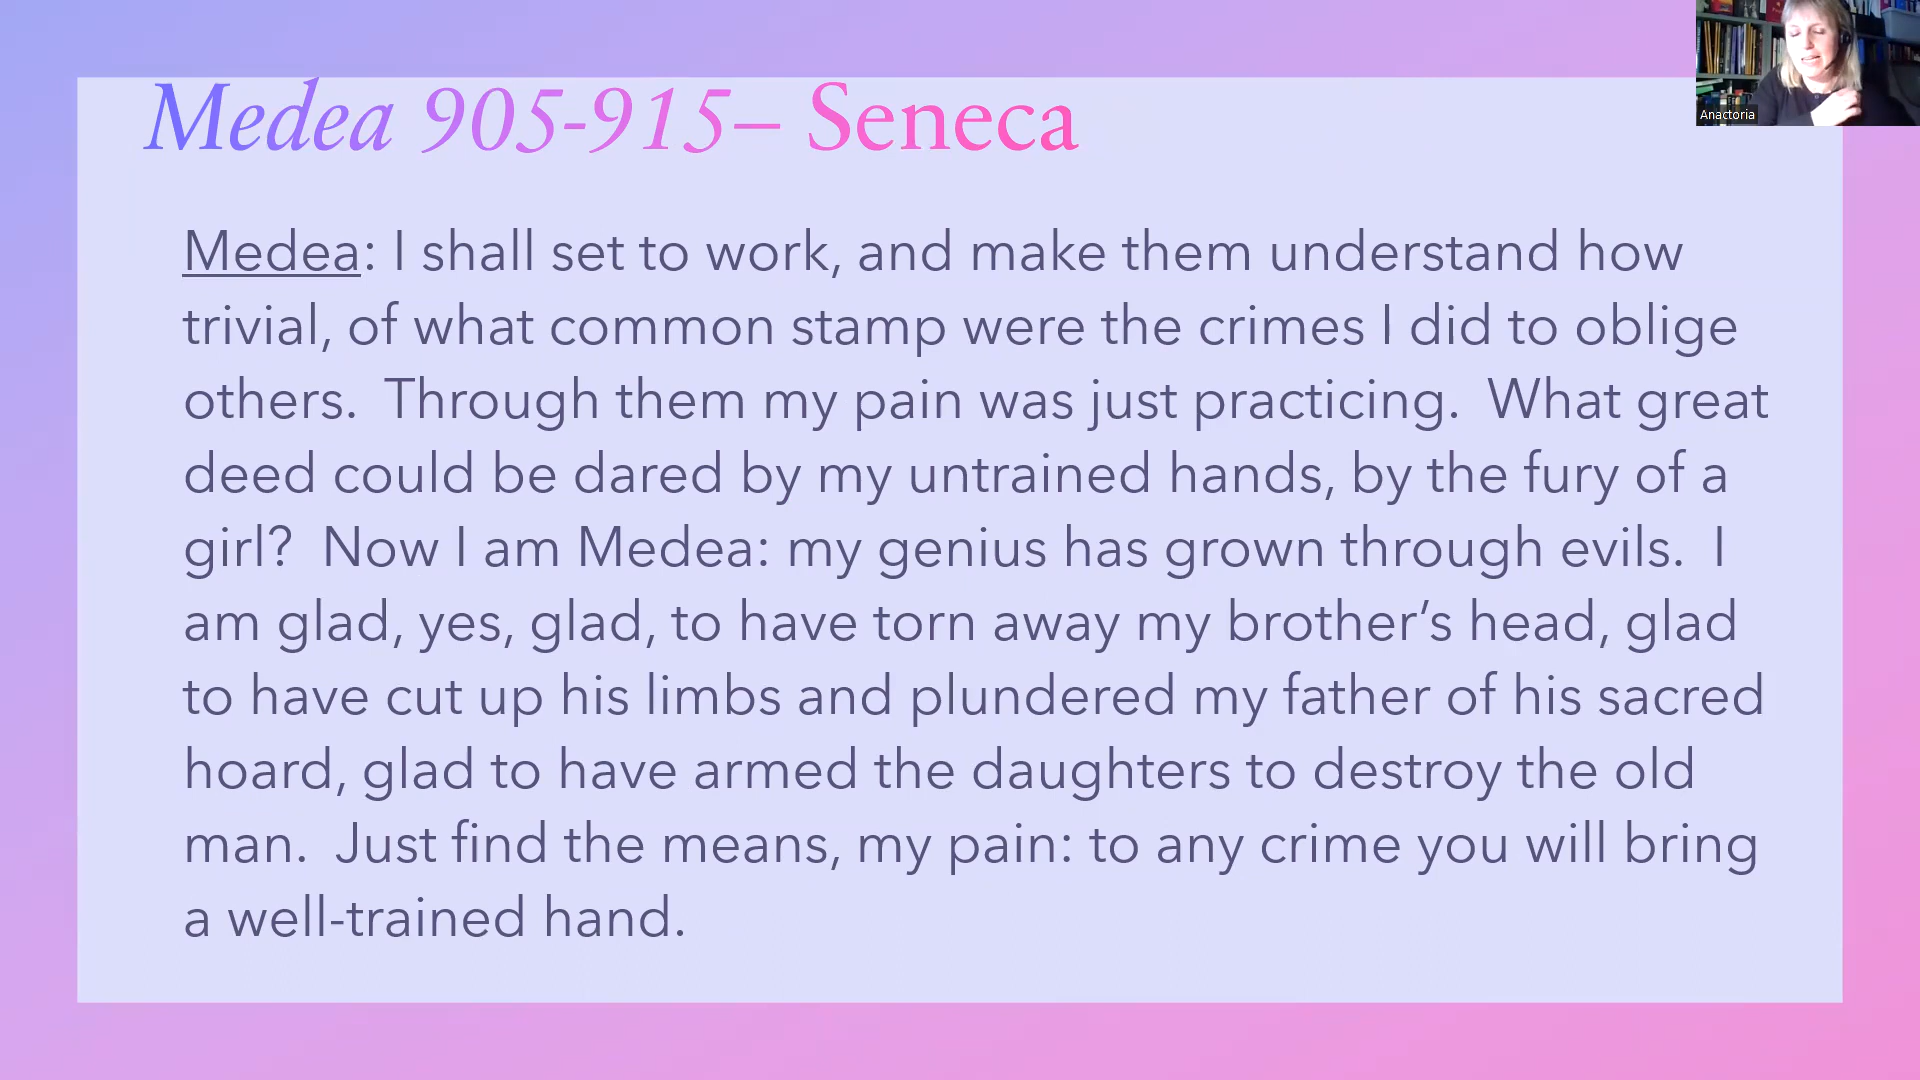 Medea 905-915– Seneca
Anactoria
Medea: I shall set to work, and make them understand how
trivial, of what common stamp were the crimes I did to oblige
others.  Through them my pain was just practicing.  What great
deed could be dared by my untrained hands, by the fury of a
girl?  Now I am Medea: my genius has grown through evils.  I
am glad, yes, glad, to have torn away my brother’s head, glad
to have cut up his limbs and plundered my father of his sacred
hoard, glad to have armed the daughters to destroy the old
man.  Just find the means, my pain: to any crime you will bring
a well-trained hand.